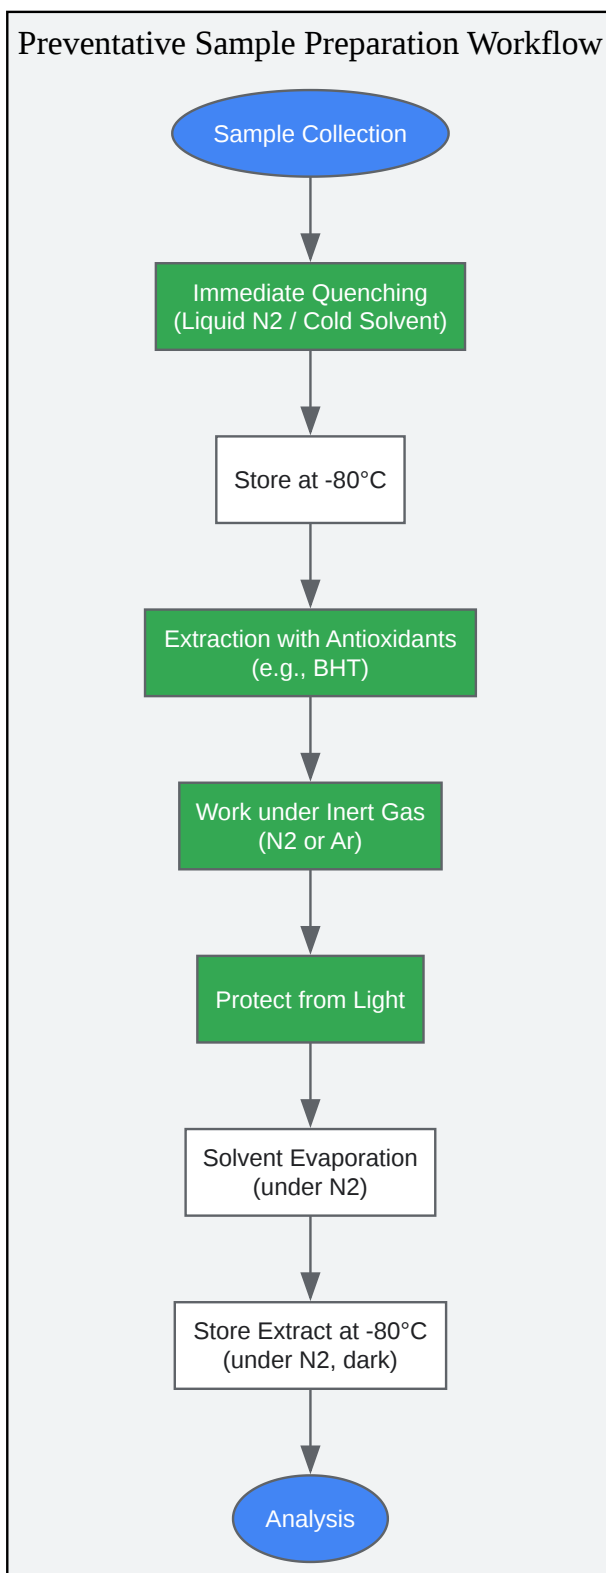 Preventative Sample Preparation Workflow
Sample Collection
Immediate Quenching
(Liquid N2 / Cold Solvent)
Store at -80°C
Extraction with Antioxidants
(e.g., BHT)
Work under Inert Gas
(N2 or Ar)
Protect from Light
Solvent Evaporation
(under N2)
Store Extract at -80°C
(under N2, dark)
Analysis